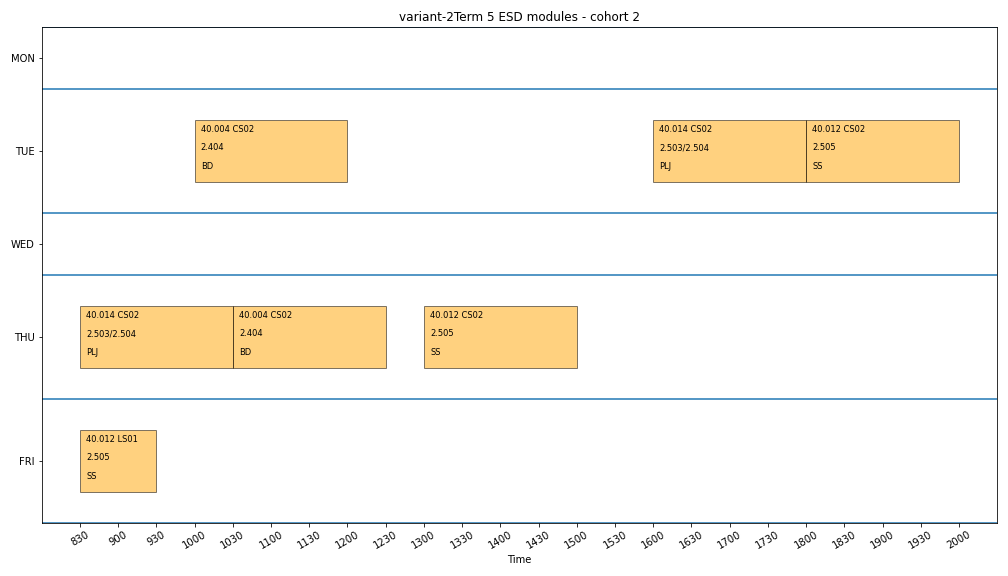 variant-2Term 5 ESD modules - cohort 2
MON
TUE
40.004 CS02
2.404
BD
40.014 CS02
2.503/2.504
PLJ
40.012 CS02
2.505
SS
WED
THU
40.014 CS02
2.503/2.504
PLJ
40.004 CS02
2.404
BD
40.012 CS02
2.505
SS
FRI
40.012 LS01
2.505
SS
830 900 930 1000 1030 1100 1130 1200 1230 1300 1330 1400 1430 1500 1530 1600 1630 1700 1730 1800 1830 1900 1930 2000
Time